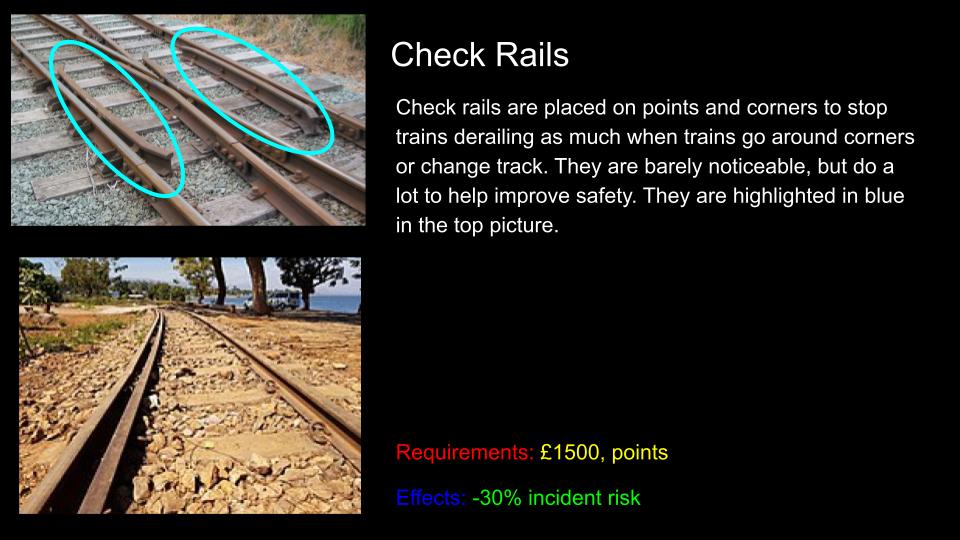 Check Rails
Check rails are placed on points and corners to stop
trains derailing as much when trains go around corners
or change track. They are barely noticeable, but do a
lot to help improve safety. They are highlighted in blue
in the top picture.
Requirements: £1500, points
Effects: -30% incident risk